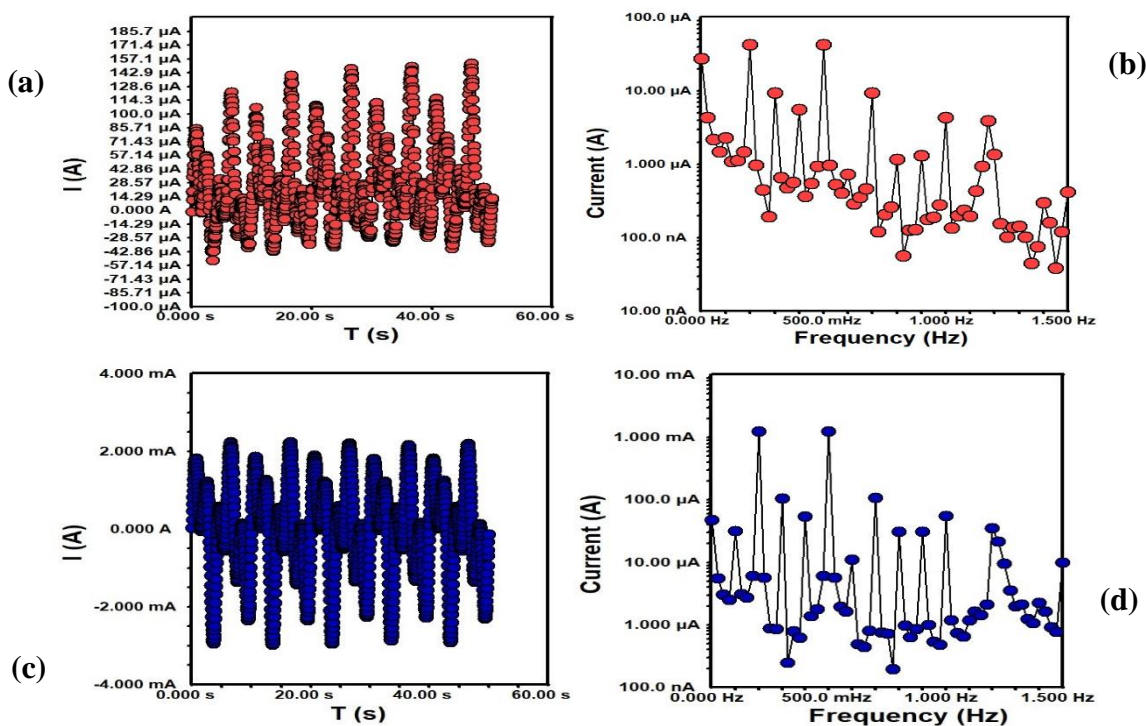 (a)
185.7 µA
171.4 µA
157.1 µA
142.9 µA
128.6 µA
114.3 µA
100.0 µA
85.71 µA
71.43 µA
57.14 µA
42.86 µA
28.57 µA
14.29 µA
0.000 A
-14.29 µA
-28.57 µA
-42.86 µA
-57.14 µA
-71.43 µA
-85.71 µA
-100.0 µA
I (A)
0.000 s 20.00 s 40.00 s 60.00 s
T (s)
(b)
100.0 µA
10.00 µA
1.000 µA
100.0 nA
10.00 nA
Current (A)
0.000 Hz 500.0 mHz 1.000 Hz 1.500 Hz
Frequency (Hz)
(c)
4.000 mA
2.000 mA
0.000 A
-2.000 mA
-4.000 mA
I (A)
0.000 s 20.00 s 40.00 s 60.00 s
T (s)
(d)
10.00 mA
1.000 mA
100.0 µA
10.00 µA
1.000 µA
100.0 nA
Current (A)
0.000 Hz 500.0 mHz 1.000 Hz 1.500 Hz
Frequency (Hz)